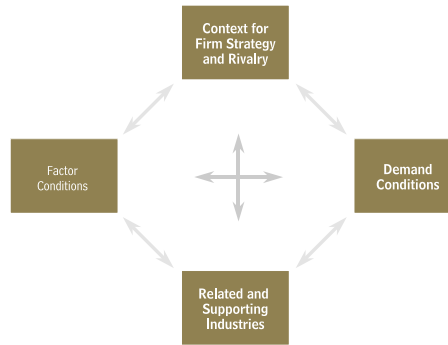 Context for
Firm Strategy
and Rivalry
Factor
Conditions
Demand
Conditions
Related and
Supporting
Industries